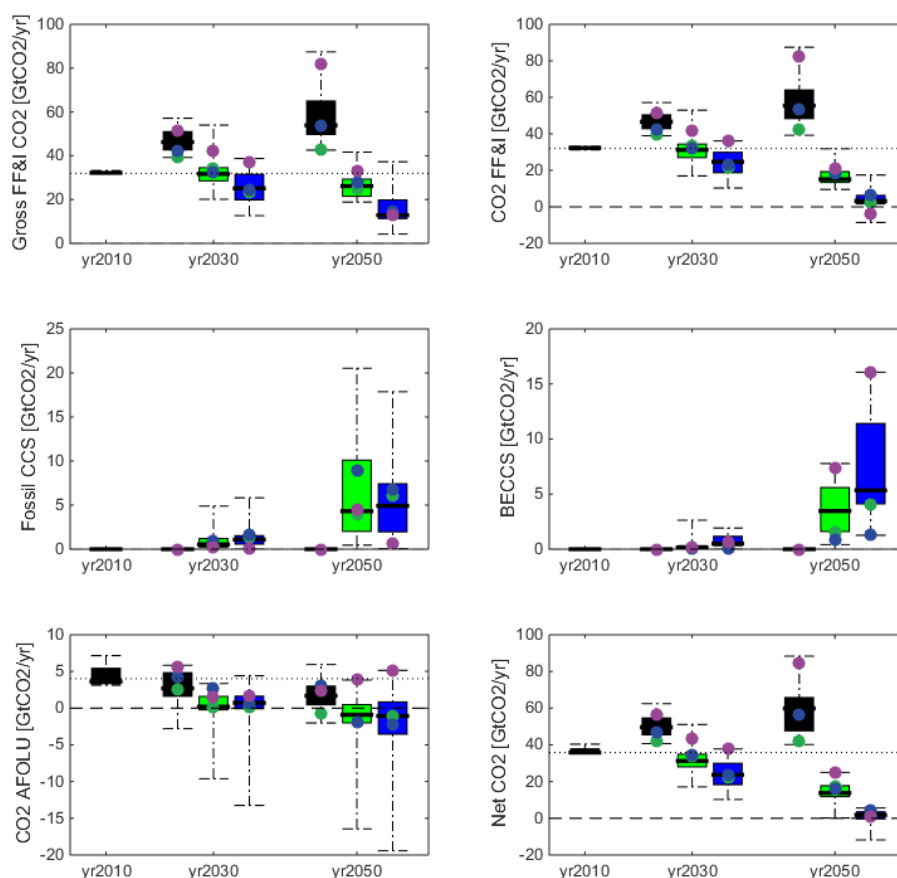 Gross FF&I CO2 [GtCO2/yr]
100
80
60
40
20
0
yr2010
yr2030
yr2050
CO2 FF&I [GtCO2/yr]
100
80
60
40
20
0
-20
yr2010
yr2030
yr2050
Fossil CCS [GtCO2/yr]
25
20
15
10
5
0
yr2010
yr2030
yr2050
BECCS [GtCO2/yr]
20
15
10
5
0
yr2010
yr2030
yr2050
CO2 AFOLU [GtCO2/yr]
10
5
0
-5
-10
-15
-20
yr2010
yr2030
yr2050
Net CO2 [GtCO2/yr]
100
80
60
40
20
0
-20
yr2010
yr2030
yr2050